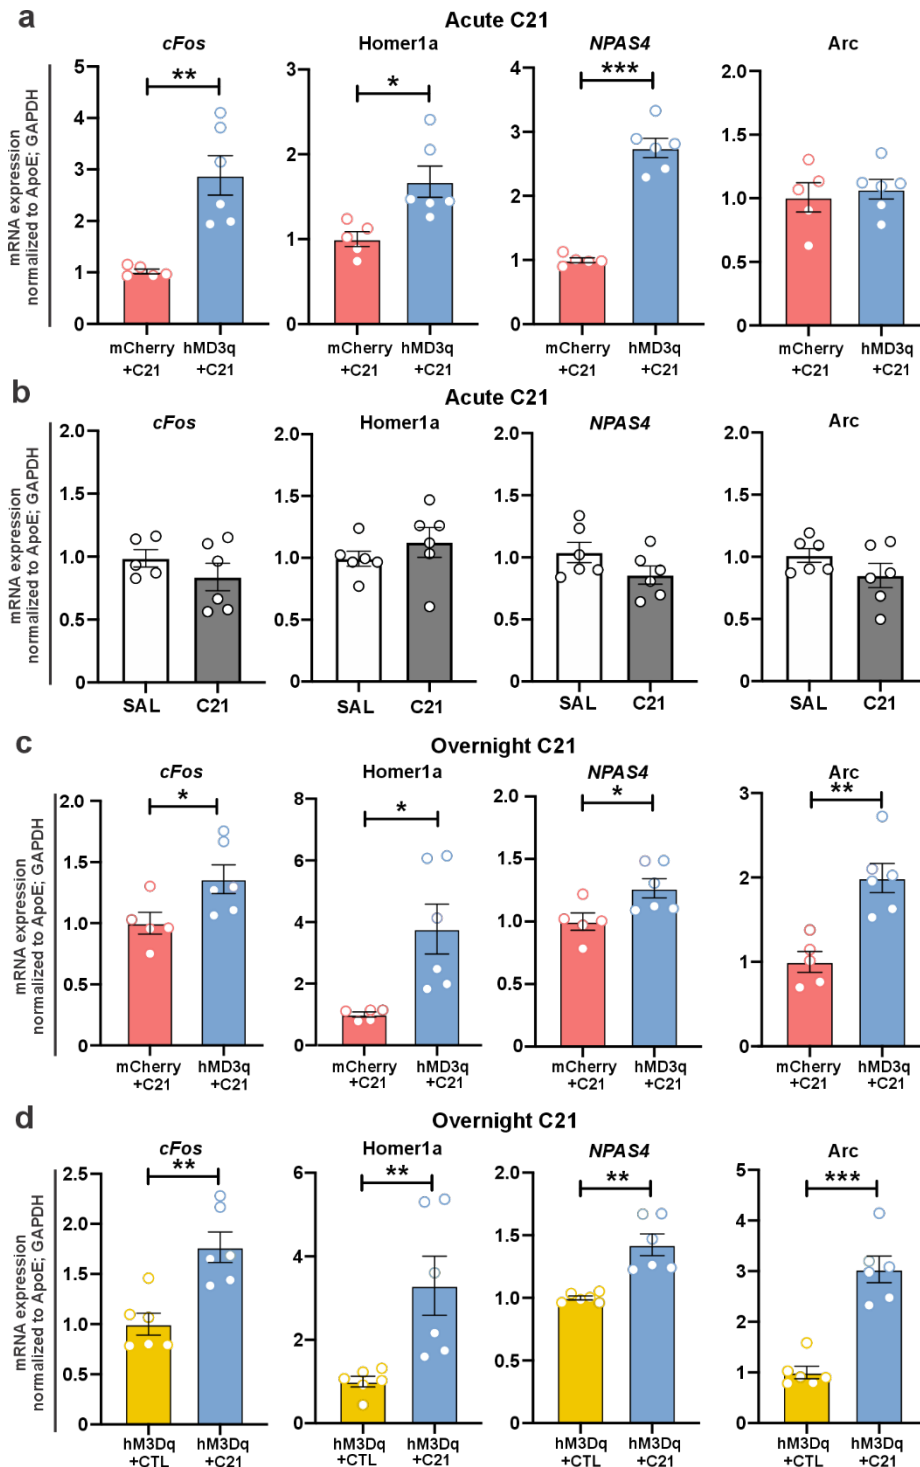 a
Acute C21
cFos
Homer1a
NPAS4
Arc
mRNA expression
normalized to ApoE; GAPDH
5
4
3
2
1
0
**
3
2
1
0
*
4
3
2
1
0
***
2.0
1.5
1.0
0.5
0
mCherry
+C21
hMD3q
+C21
mCherry
+C21
hMD3q
+C21
mCherry
+C21
hMD3q
+C21
mCherry
+C21
hMD3q
+C21
b
Acute C21
cFos
Homer1a
NPAS4
Arc
mRNA expression
normalized to ApoE; GAPDH
2.0
1.5
1.0
0.5
0
2.0
1.5
1.0
0.5
0
2.0
1.5
1.0
0.5
0
2.0
1.5
1.0
0.5
0
SAL
C21
SAL
C21
SAL
C21
SAL
C21
c
Overnight C21
cFos
Homer1a
NPAS4
Arc
mRNA expression
normalized to ApoE; GAPDH
2.0
1.5
1.0
0.5
0
*
8
6
4
2
0
*
2.0
1.5
1.0
0.5
0
*
3
2
1
0
**
mCherry
+C21
hMD3q
+C21
mCherry
+C21
hMD3q
+C21
mCherry
+C21
hMD3q
+C21
mCherry
+C21
hMD3q
+C21
d
Overnight C21
cFos
Homer1a
NPAS4
Arc
mRNA expression
normalized to ApoE; GAPDH
2.5
2.0
1.5
1.0
0.5
0
**
6
4
2
0
**
2.0
1.5
1.0
0.5
0
**
5
4
3
2
1
0
***
hM3Dq
+CTL
hM3Dq
+C21
hM3Dq
+CTL
hM3Dq
+C21
hM3Dq
+CTL
hM3Dq
+C21
hM3Dq
+CTL
hM3Dq
+C21